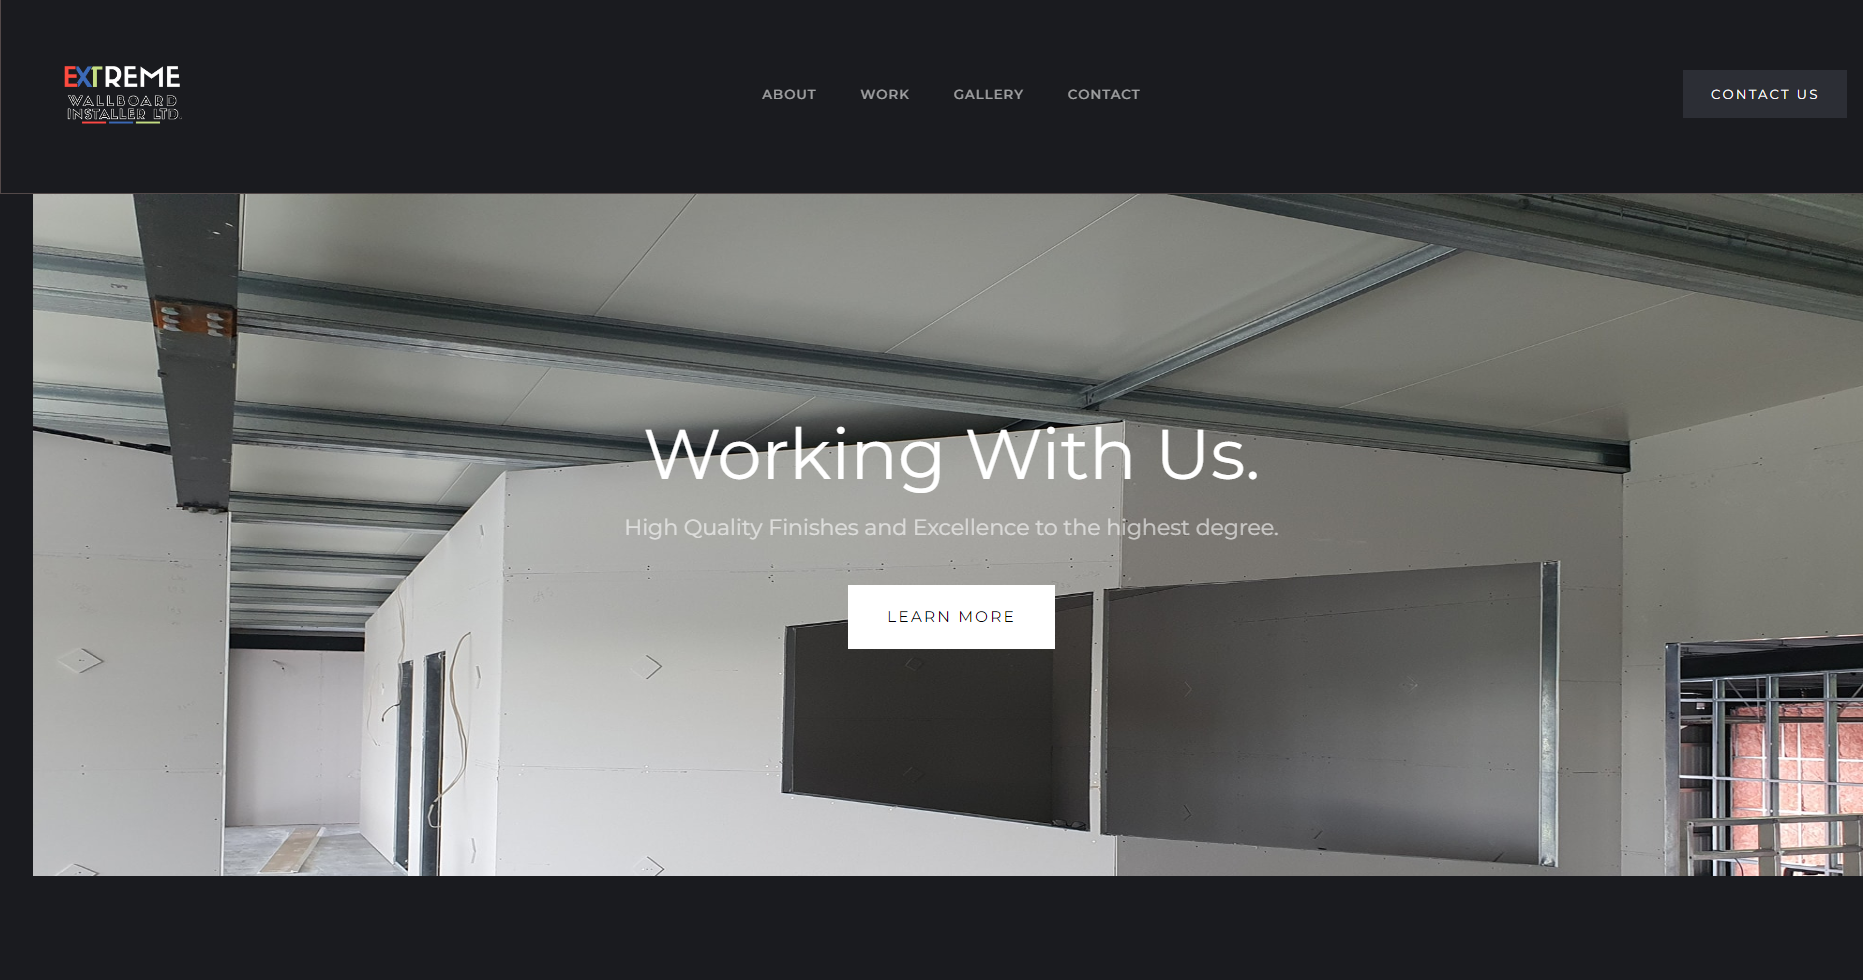 EXTREME
WALLBOARD
INSTALLER LTD.
ABOUT
WORK
GALLERY
CONTACT
CONTACT US
Working With Us.
High Quality Finishes and Excellence to the highest degree.
LEARN MORE